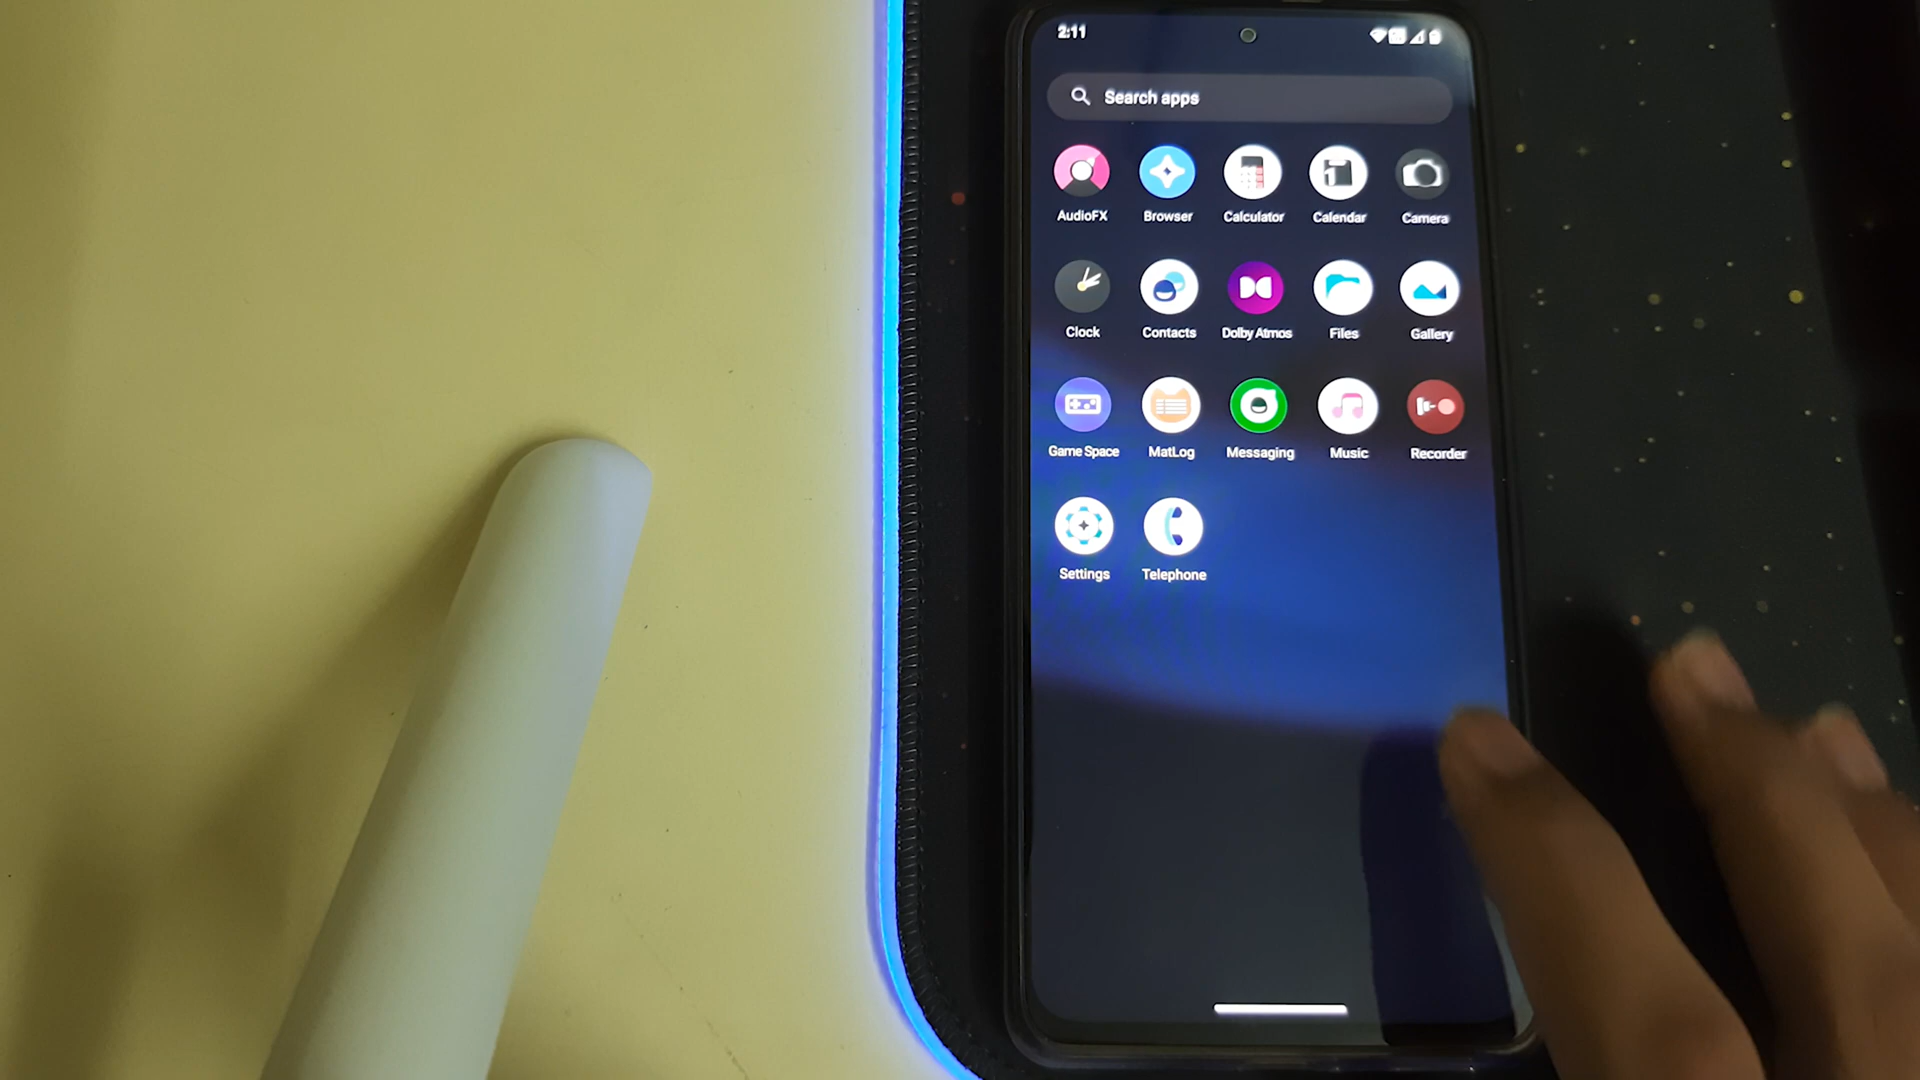 2:11
Search apps
AudioFX Browser Calculator Calendar Camera
Clock Contacts Dolby Atmos Files Gallery
Game Space MatLog Messaging Music Recorder
Settings Telephone